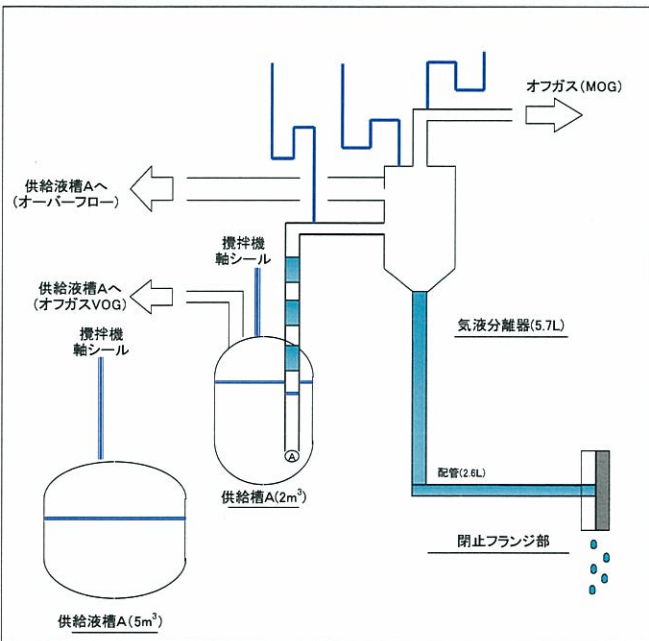 オフガス(MOG)
供給液槽Aへ
(オーバーフロー)
攪拌機
軸シール
供給液槽Aへ
(オフガスVOG)
攪拌機
軸シール
気液分離器(5.7L)
A
配管(2.6L)
供給槽A(2m³)
閉止フランジ部
供給液槽A(5m³)